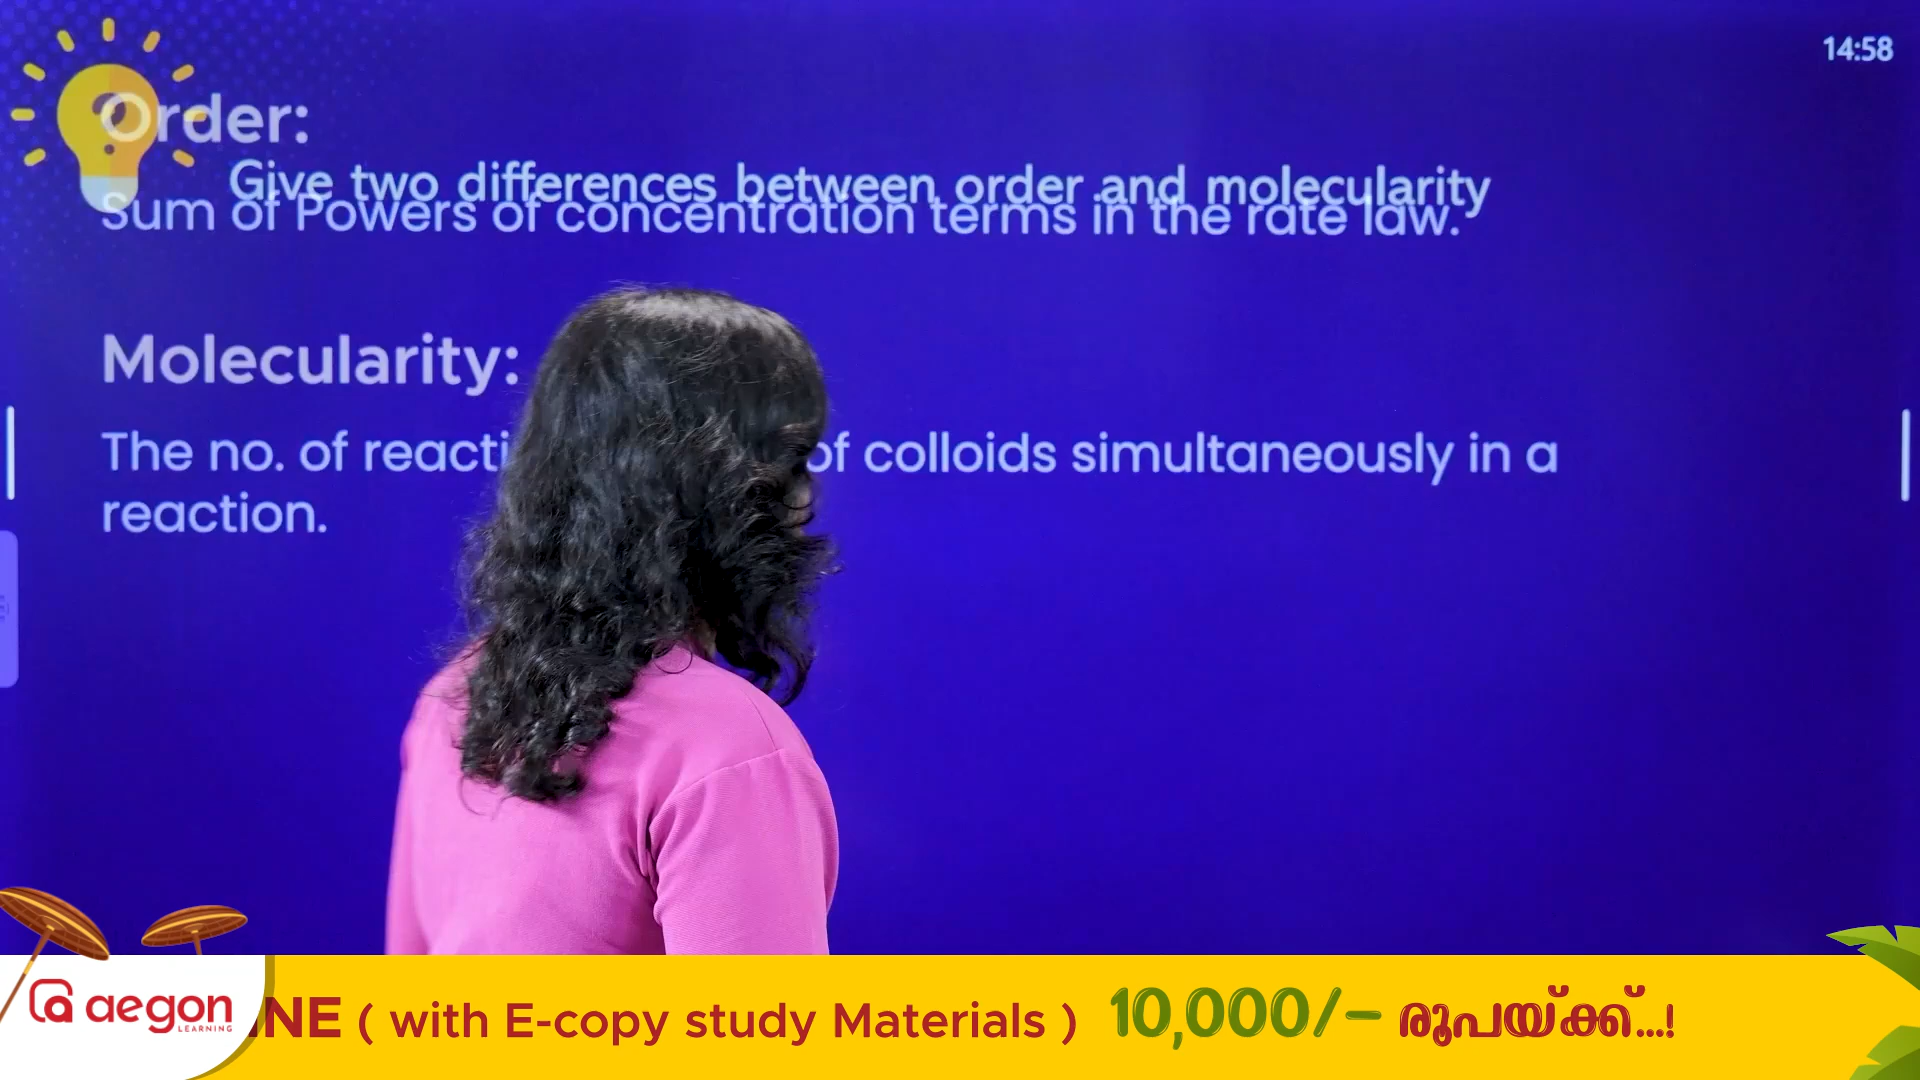 14:58
Order:
Give two differences between order and molecularity
Sum of Powers of concentration terms in the rate law.
Molecularity:
The no. of reacti of colloids simultaneously in a
reaction.
aegon
LEARNING
INE ( with E-copy study Materials ) 10,000/- രൂപയ്ക്ക്...!